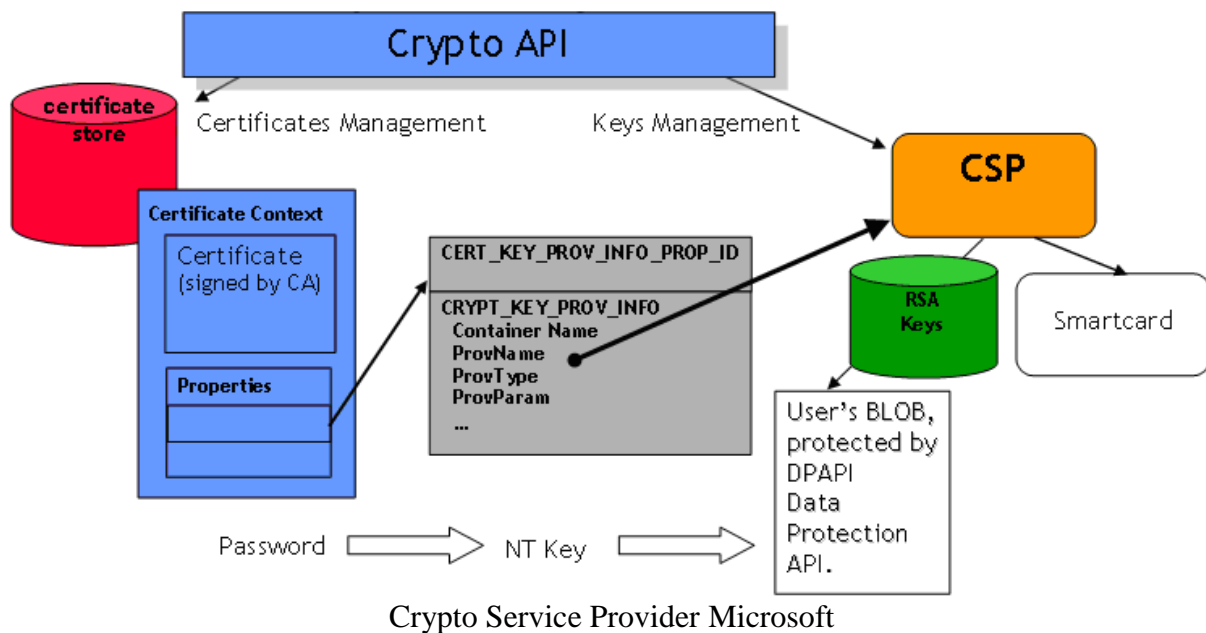 Crypto API
certificate
store
Certificates Management
Keys Management
CSP
Certificate Context
Certificate
(signed by CA)
Properties
CERT_KEY_PROV_INFO_PROP_ID
CRYPT_KEY_PROV_INFO
Container Name
ProvName
ProvType
ProvParam
...
RSA
Keys
Smartcard
User's BLOB,
protected by
DPAPI
Data
Protection
API.
Password
NT Key
Crypto Service Provider Microsoft